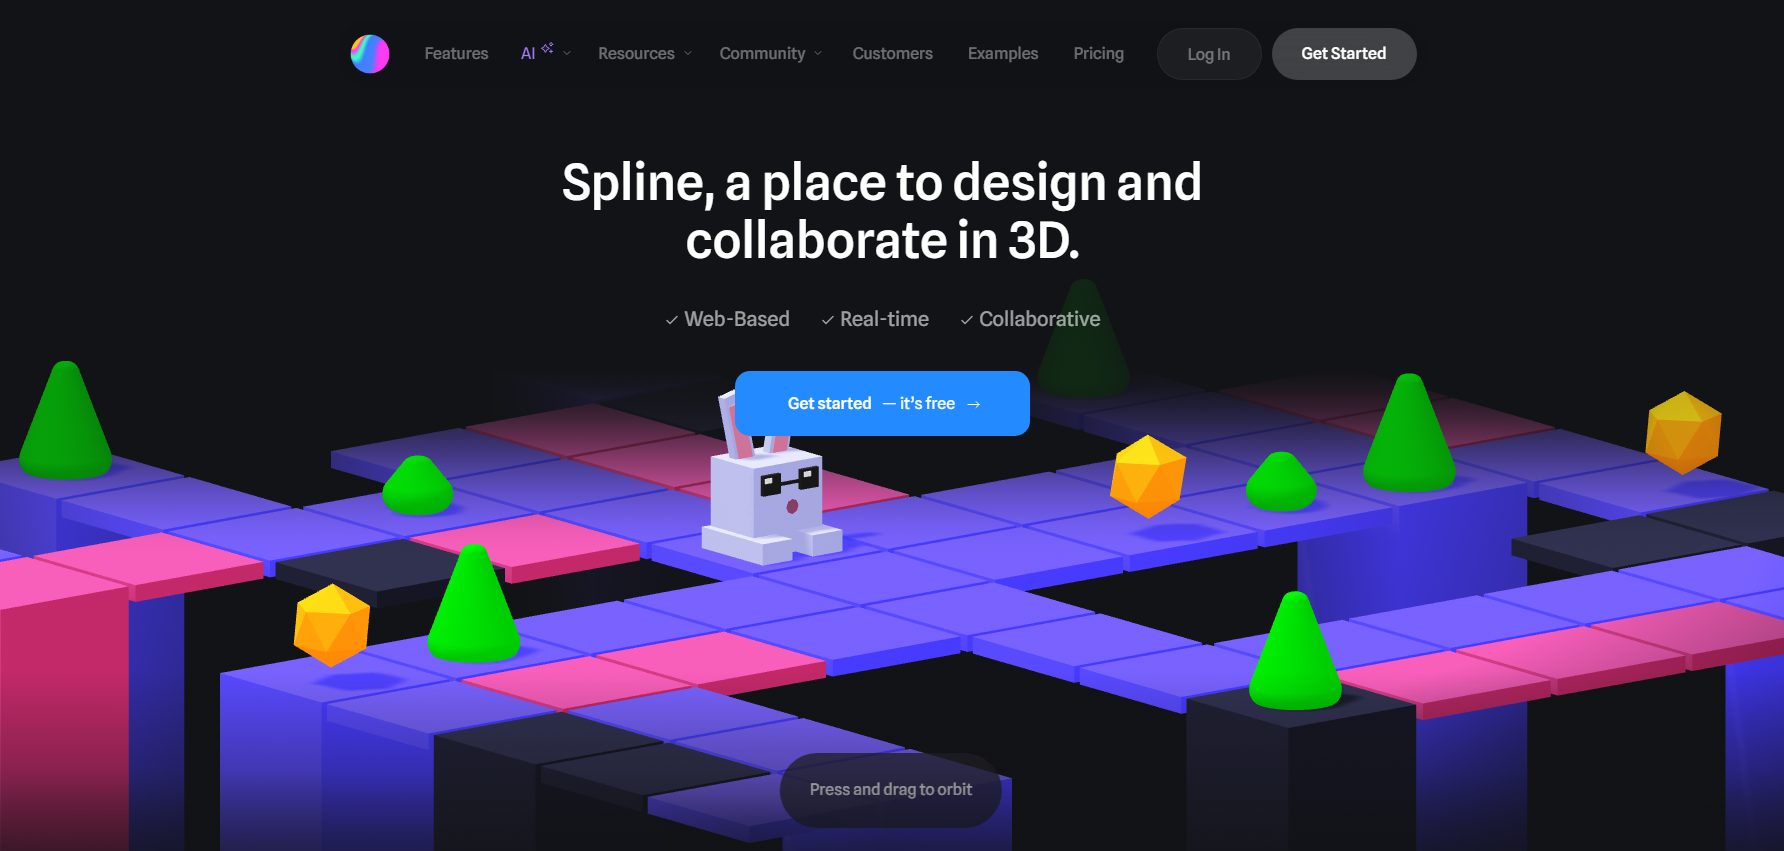 Features AI Resources Community Customers Examples Pricing Log In Get Started
Spline, a place to design and
collaborate in 3D.
Web-Based Real-time Collaborative
Get started — it's free →
Press and drag to orbit